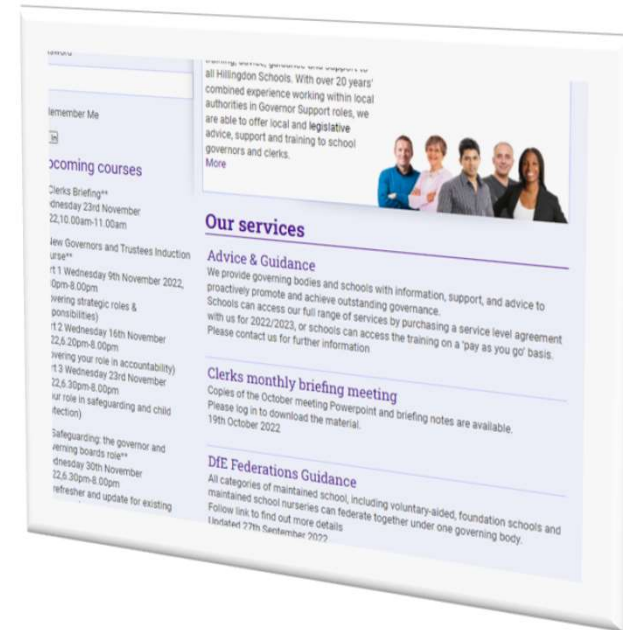 emember Me
pcoming courses
Clerks Briefing**
dnesday 23rd November
22,10.00am-11.00am
ew Governors and Trustees Induction
urse**
rt 1 Wednesday 9th November 2022,
0pm-8.00pm
vering strategic roles &
ponsibilities)
t 2 Wednesday 16th November
22,6.20pm-8.00pm
vering your role in accountability)
t 3 Wednesday 23rd November
22,6.30pm-8.00pm
ur role in safeguarding and child
tection)
Safeguarding: the governor and
verning boards role**
dnesday 30th November
22,6.30pm-8.00pm
refresher and update for existing
training, advice, guidance and support to
all Hillingdon Schools. With over 20 years'
combined experience working within local
authorities in Governor Support roles, we
are able to offer local and legislative
advice, support and training to school
governors and clerks.
More
Our services
Advice & Guidance
We provide governing bodies and schools with information, support, and advice to
proactively promote and achieve outstanding governance.
Schools can access our full range of services by purchasing a service level agreement
with us for 2022/2023, or schools can access the training on a 'pay as you go' basis.
Please contact us for further information
Clerks monthly briefing meeting
Copies of the October meeting Powerpoint and briefing notes are available.
Please log in to download the material.
19th October 2022
DfE Federations Guidance
All categories of maintained school, including voluntary-aided, foundation schools and
maintained school nurseries can federate together under one governing body.
Follow link to find out more details
Updated 27th September 2022